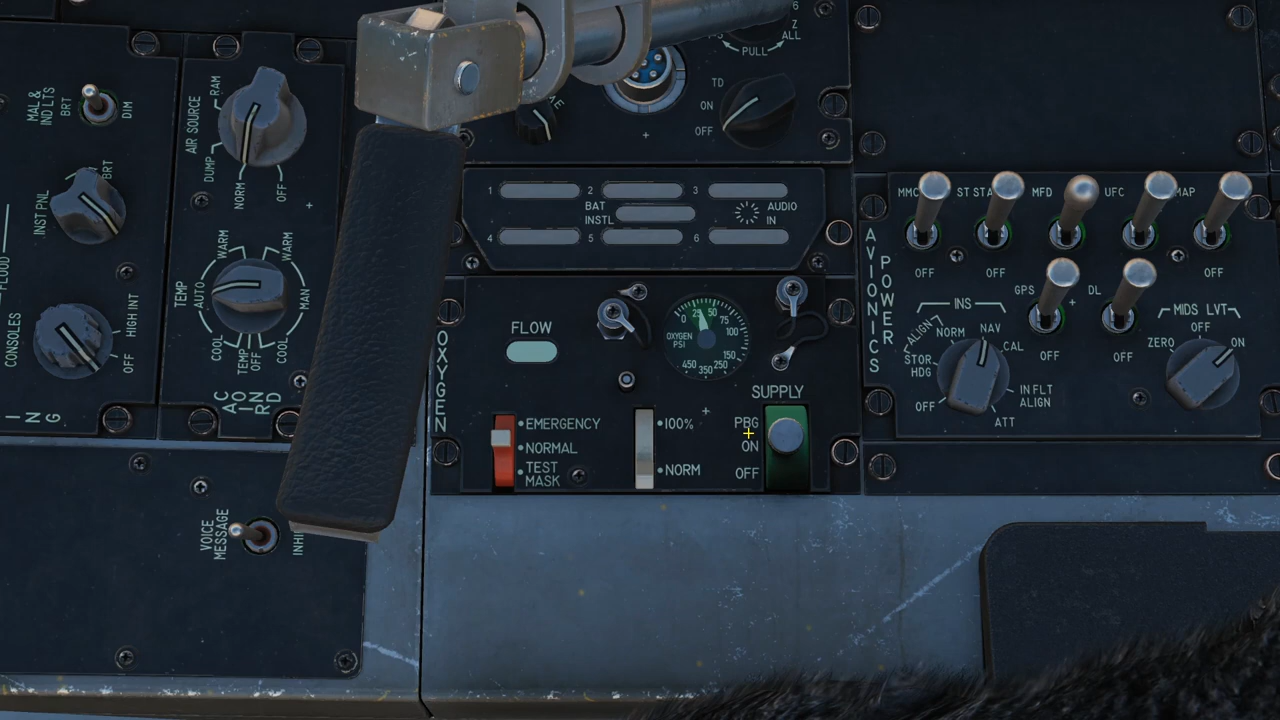 MAL &
IND LTS
BRT
DIM
INST PNL
BRT
FLOOD
CONSOLES
HIGH INT
OFF
I N G
AIR SOURCE
RAM
DUMP
NORM
OFF
TEMP
WARM
WARM
AUTO
MAN
COOL
TEMP
OFF
COOL
AIR
COND
VOICE
MESSAGE
INHI
6
Z
ALL
PULL
TD
ON
OFF
1
2
3
BAT
INSTL
AUDIO
IN
4
5
6
OXYGEN
FLOW
0
25
50
75
100
150
250
350
450
OXYGEN
PSI
SUPPLY
EMERGENCY
NORMAL
TEST
MASK
100%
NORM
PBG
ON
OFF
AVIONICS
POWER
MMC
ST STA
MFD
UFC
MAP
OFF
OFF
OFF
GPS
DL
OFF
OFF
INS
ALIGN
NORM
NAV
STOR
HDG
CAL
OFF
IN FLT
ALIGN
ATT
MIDS LVT
ZERO
OFF
ON